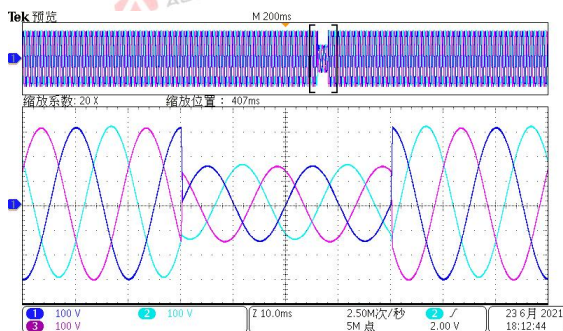 Tek 预览
M 200ms
1
缩放系数: 20 X
缩放位置： 407ms
1
1 100 V
2 100 V
Z 10.0ms
2.50M次/秒
2
3 100 V
5M 点
2.00 V
23 6月 2021
18:12:44